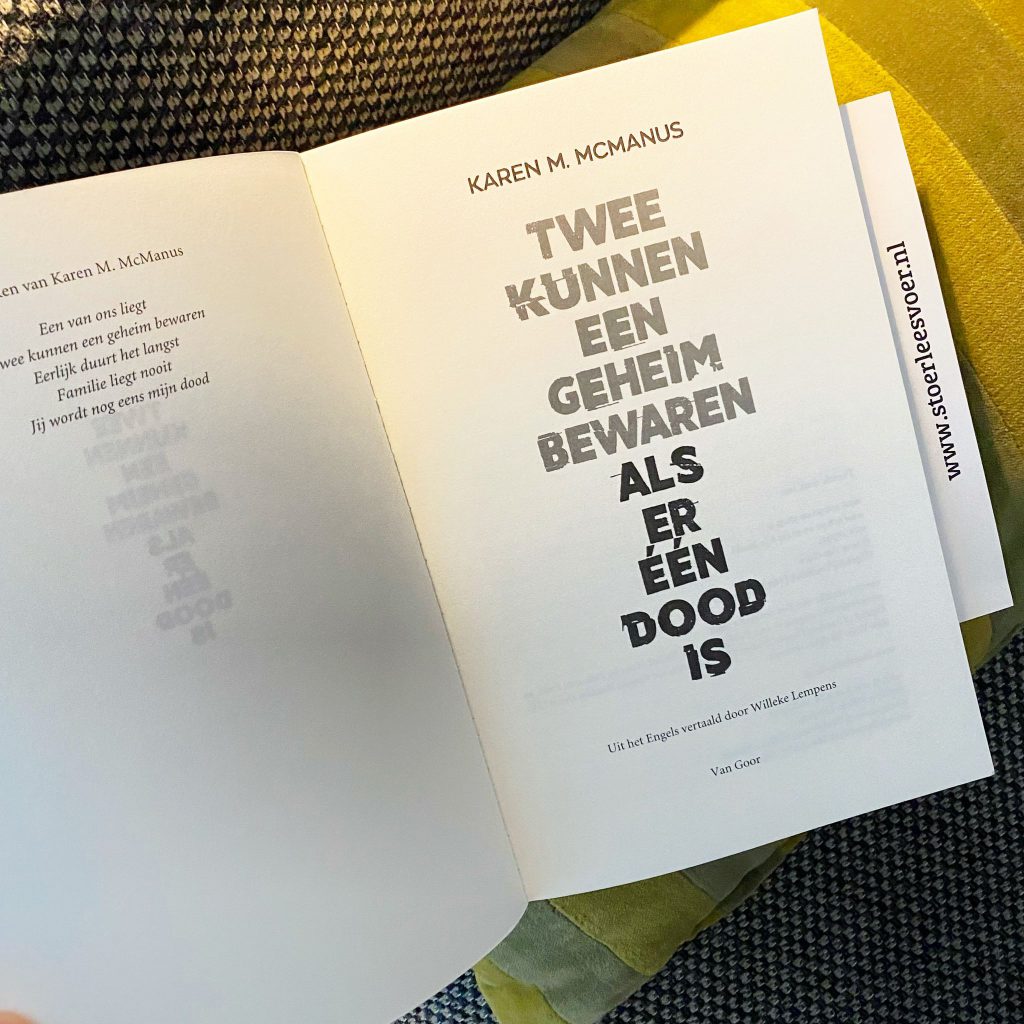 van Karen M. McManus
Een van ons liegt
kunnen een geheim bewaren
Eerlijk duurt het langst
Familie liegt nooit
Jij wordt nog eens mijn dood
KAREN M. MCMANUS
TWEE
KUNNEN
EEN
GEHEIM
BEWAREN
ALS
ER
ÉÉN
DOOD
IS
Uit het Engels vertaald door Willeke Lempens
Van Goor
www.stoerleesvoer.nl